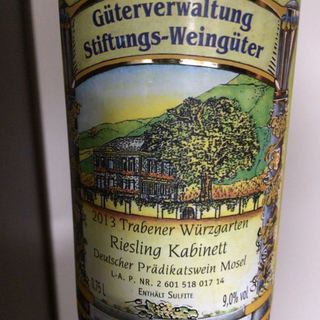 Güterverwaltung
Stiftungs-Weingüter
2013 Trabener Würzgarten
Riesling Kabinett
Deutscher Prädikatswein Mosel
L-A. P. NR. 2 601 518 017 14
0,75 L
ENTHÄLT SULFITE
9,0% vol